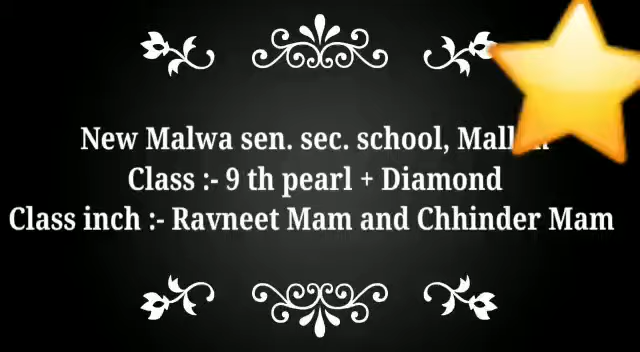 New Malwa sen. sec. school,
Class :- 9 th pearl + Diamond
Class inch :- Ravneet Mam and Chhinder Mam